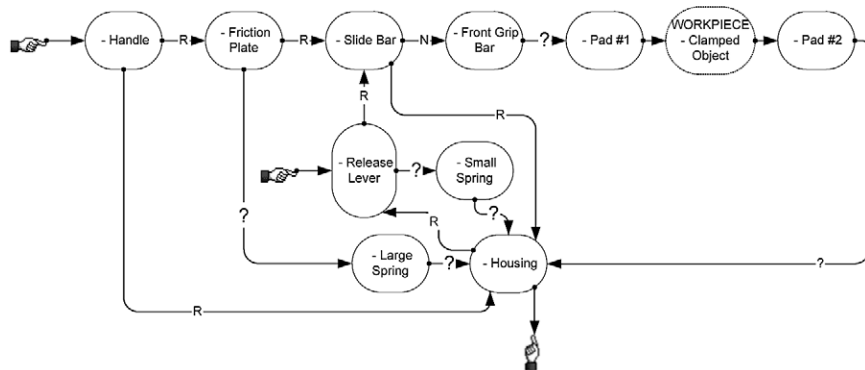 - Handle
R
- Friction
Plate
R
- Slide Bar
N
- Front Grip
Bar
?
- Pad #1
WORKPIECE
- Clamped
Object
- Pad #2
R
R
- Release
Lever
?
- Small
Spring
?
?
R
- Large
Spring
?
- Housing
?
R